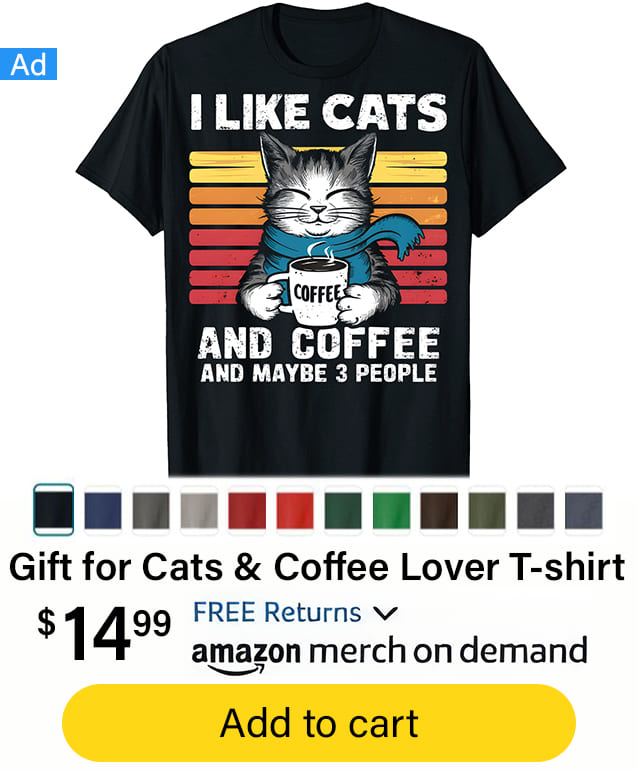 Ad
I LIKE CATS
COFFEE
AND COFFEE
AND MAYBE 3 PEOPLE
Gift for Cats & Coffee Lover T-shirt
$14.99
FREE Returns
amazon merch on demand
Add to cart